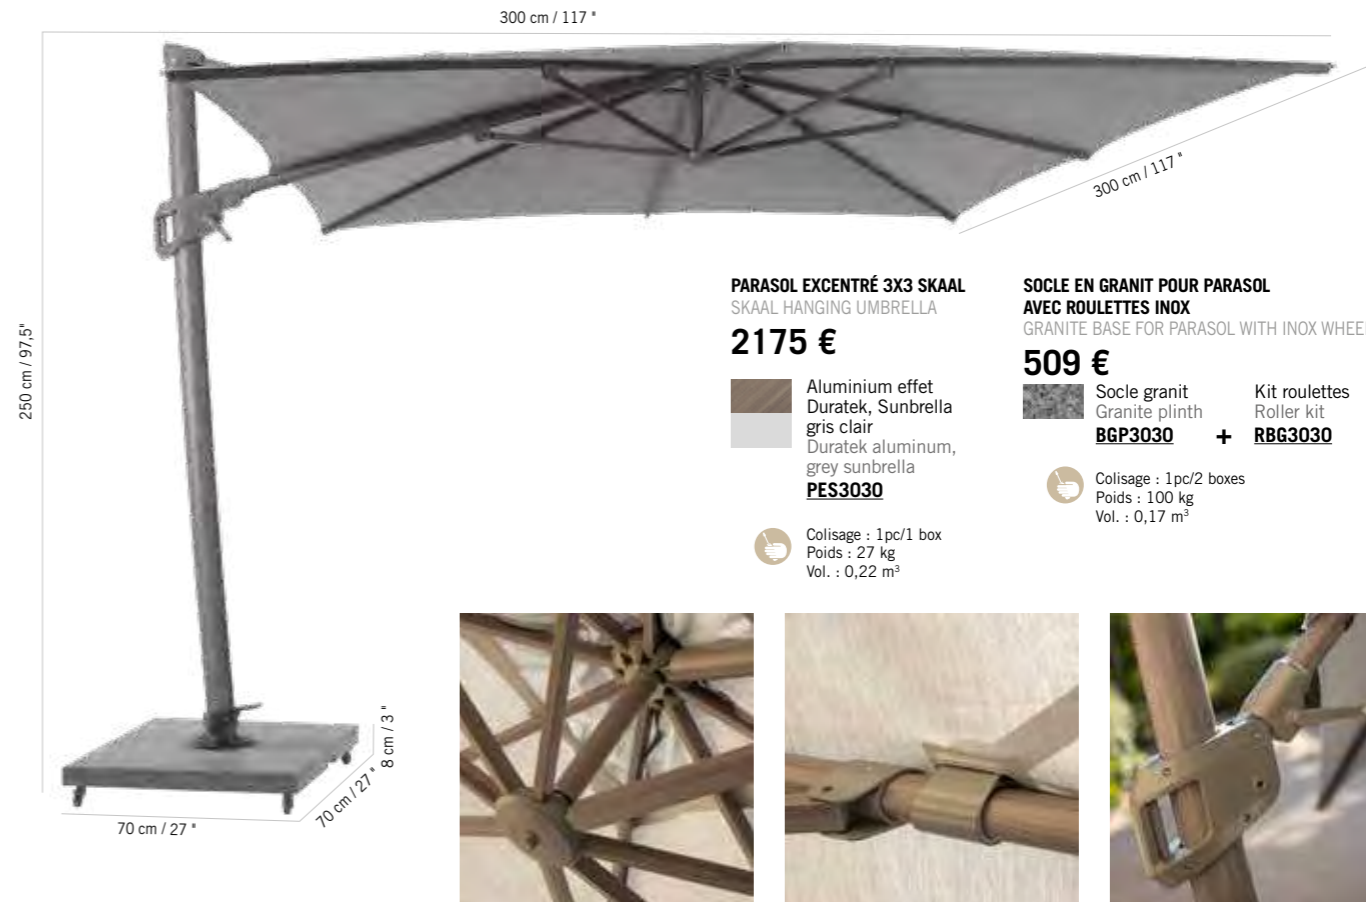 300 cm / 117 "
300 cm / 117 "
250 cm / 97,5"
PARASOL EXCENTRÉ 3X3 SKAAL
SKAAL HANGING UMBRELLA
2175 €
Aluminium effet
Duratek, Sunbrella
gris clair
Duratek aluminum,
grey sunbrella
PES3030
Colisage : 1pc/1 box
Poids : 27 kg
Vol. : 0,22 m³
SOCLE EN GRANIT POUR PARASOL
AVEC ROULETTES INOX
GRANITE BASE FOR PARASOL WITH INOX WHEE
509 €
Socle granit
Granite plinth
BGP3030
+
Kit roulettes
Roller kit
RBG3030
Colisage : 1pc/2 boxes
Poids : 100 kg
Vol. : 0,17 m³
8 cm / 3 "
70 cm / 27 "
70 cm / 27 "